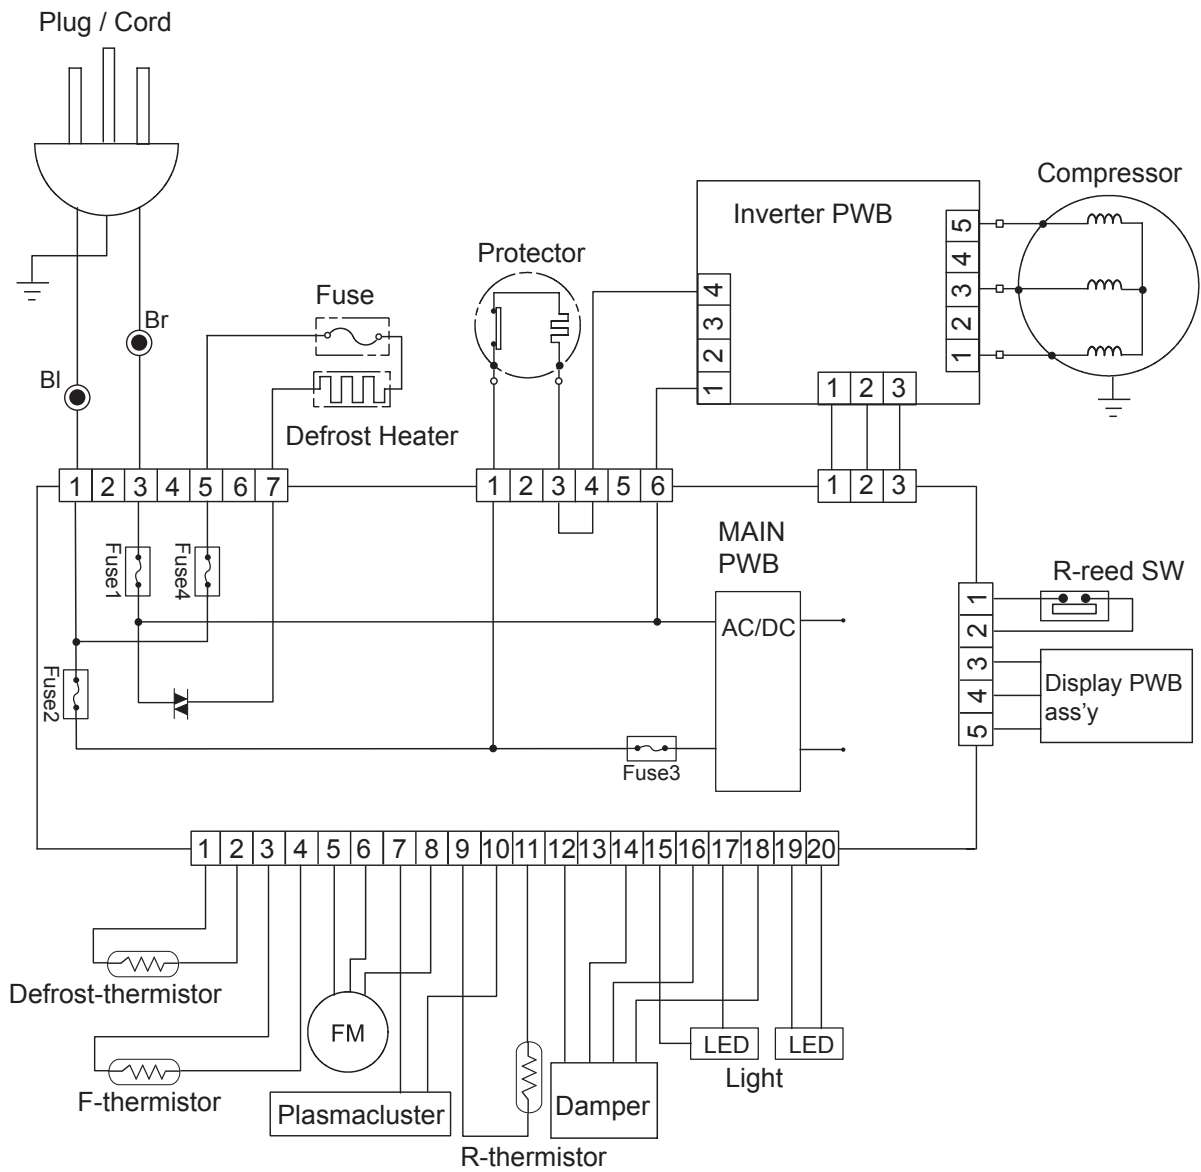 Plug / Cord
Compressor
Inverter PWB
5
4
3
2
1
Protector
4
3
2
1
Fuse
Br
Bl
1 2 3
Defrost Heater
1 2 3 4 5 6 7
1 2 3 4 5 6
1 2 3
MAIN
PWB
Fuse1
Fuse4
R-reed SW
1
2
3
4
5
AC/DC
Display PWB
ass'y
Fuse2
Fuse3
1 2 3 4 5 6 7 8 9 10 11 12 13 14 15 16 17 18 19 20
Defrost-thermistor
FM
LED
LED
Light
F-thermistor
Plasmacluster
Damper
R-thermistor